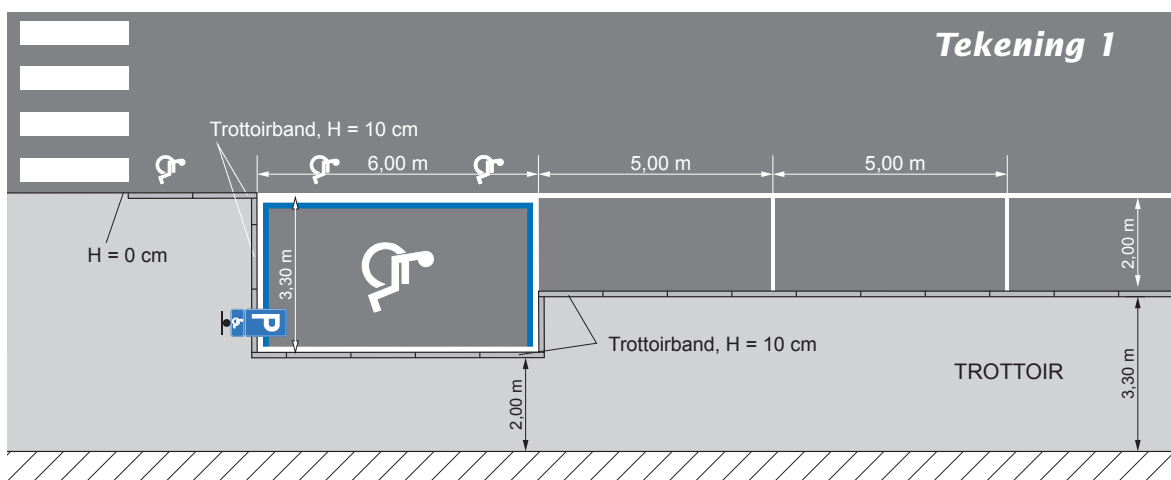 Tekening 1
Trottoirband, H = 10 cm
6,00 m
5,00 m
5,00 m
H = 0 cm
3,30 m
2,00 m
P
Trottoirband, H = 10 cm
TROTTOIR
2,00 m
3,30 m